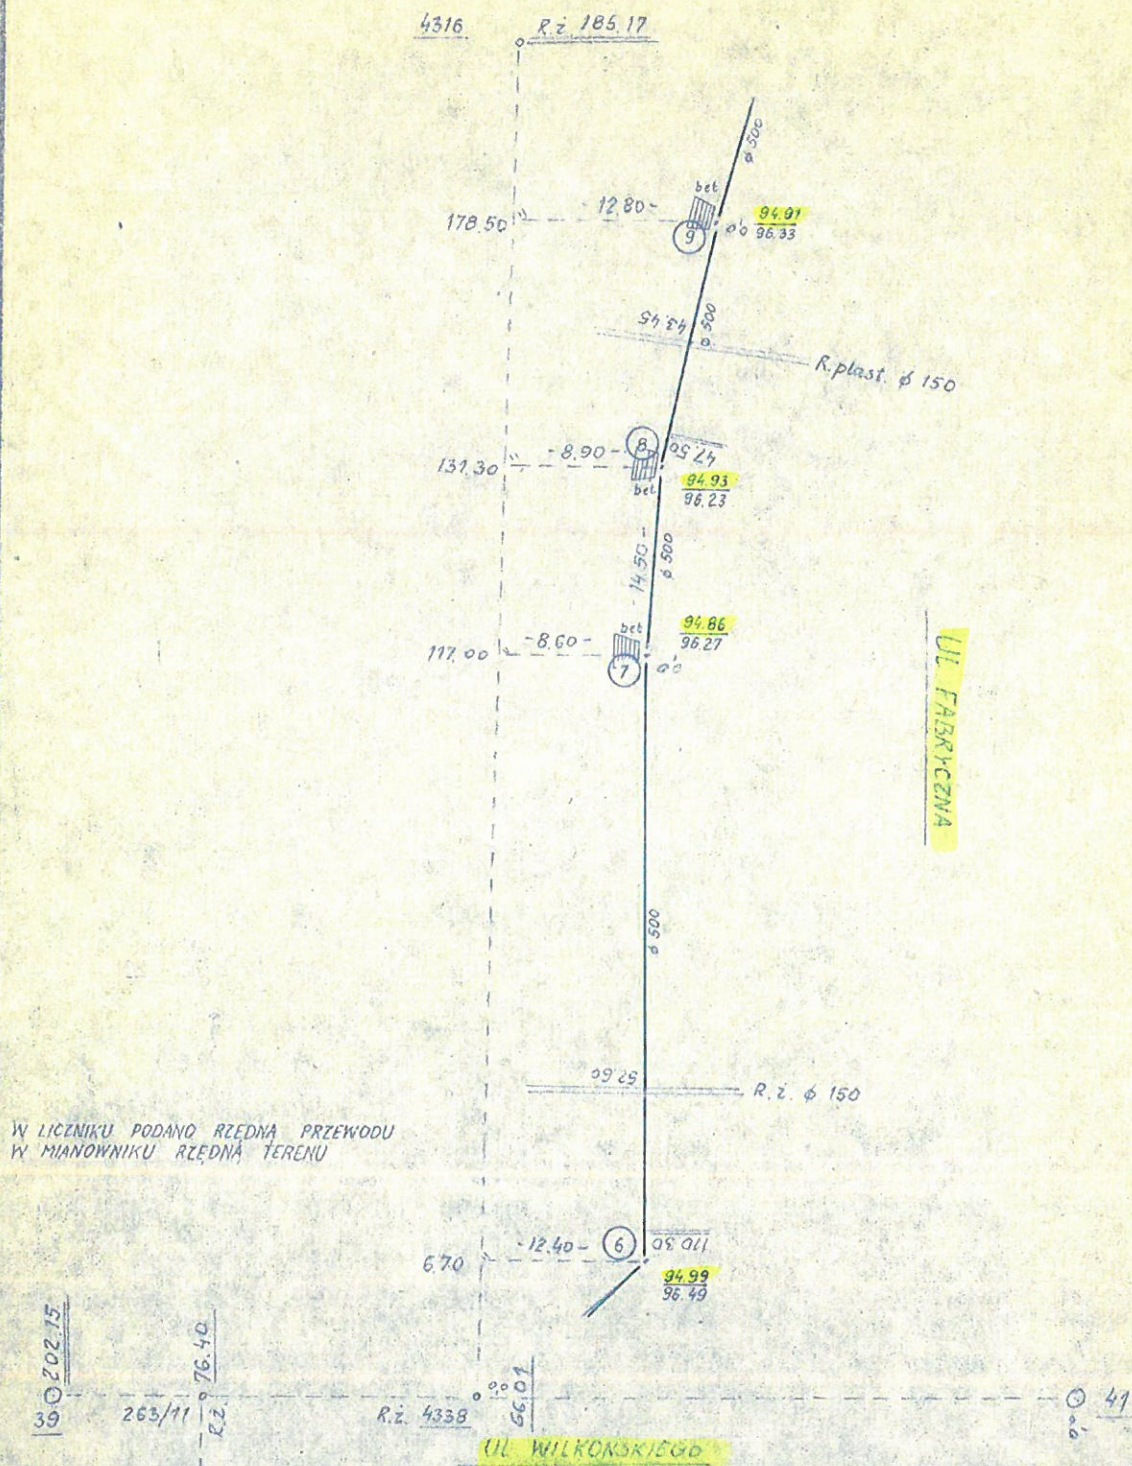 4316
R.ż. 185.17
ϕ 500
bet
178.50
-12.80-
9
0'0
94.91
96.33
43.45
ϕ 500
R.plast. ϕ 150
8
131.30
-8.90-
47.50
bet
94.93
96.23
-14.50-
ϕ 500
bet
94.86
96.27
117.00
-8.60-
7
UL. FABRYCZNA
ϕ 500
57.60
R.ż. ϕ 150
W LICZNIKU PODANO RZĘDNĄ PRZEWODU
W MIANOWNIKU RZĘDNĄ TERENU
6
-12.40-
110.30
6.70
94.99
96.49
202.15
76.40
66.01
39
263/11
R.ż.
R.ż. 4338
41
UL. WILKOŃSKIEGO